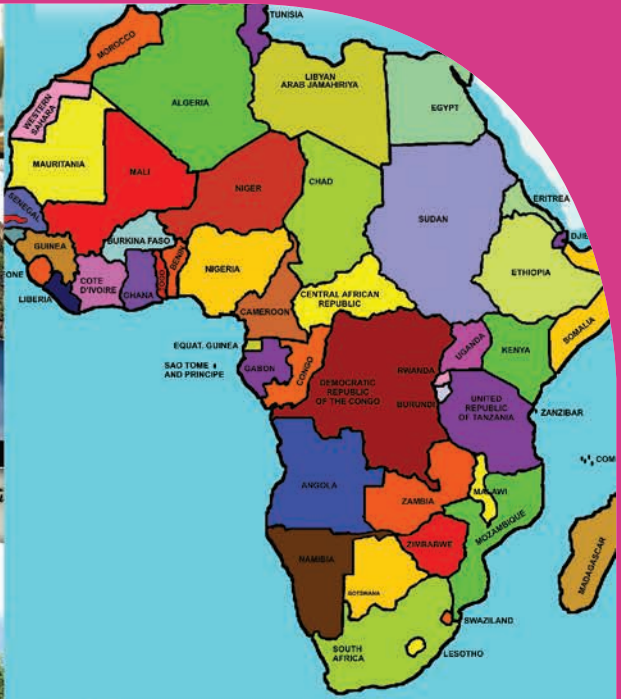 TUNISIA
MOROCCO
LIBYAN
ARAB JAMAHIRIYA
ALGERIA
EGYPT
WESTERN
SAHARA
MAURITANIA
MALI
NIGER
CHAD
SUDAN
ERITREA
SENEGAL
DJIE
GUINEA
BURKINA FASO
BENIN
NIGERIA
ETHIOPIA
ONE
COTE
D'IVOIRE
GHANA
TOGO
LIBERIA
CENTRAL AFRICAN
REPUBLIC
CAMEROON
SOMALIA
EQUAT. GUINEA
UGANDA
KENYA
SAO TOME
AND PRINCIPE
GABON
CONGO
RWANDA
DEMOCRATIC
REPUBLIC
OF THE CONGO
BURUNDI
UNITED
REPUBLIC
OF TANZANIA
ZANZIBAR
COM
ANGOLA
ZAMBIA
MALAWI
MOZAMBIQUE
ZIMBABWE
NAMIBIA
BOTSWANA
MADAGASCAR
SWAZILAND
SOUTH
AFRICA
LESOTHO